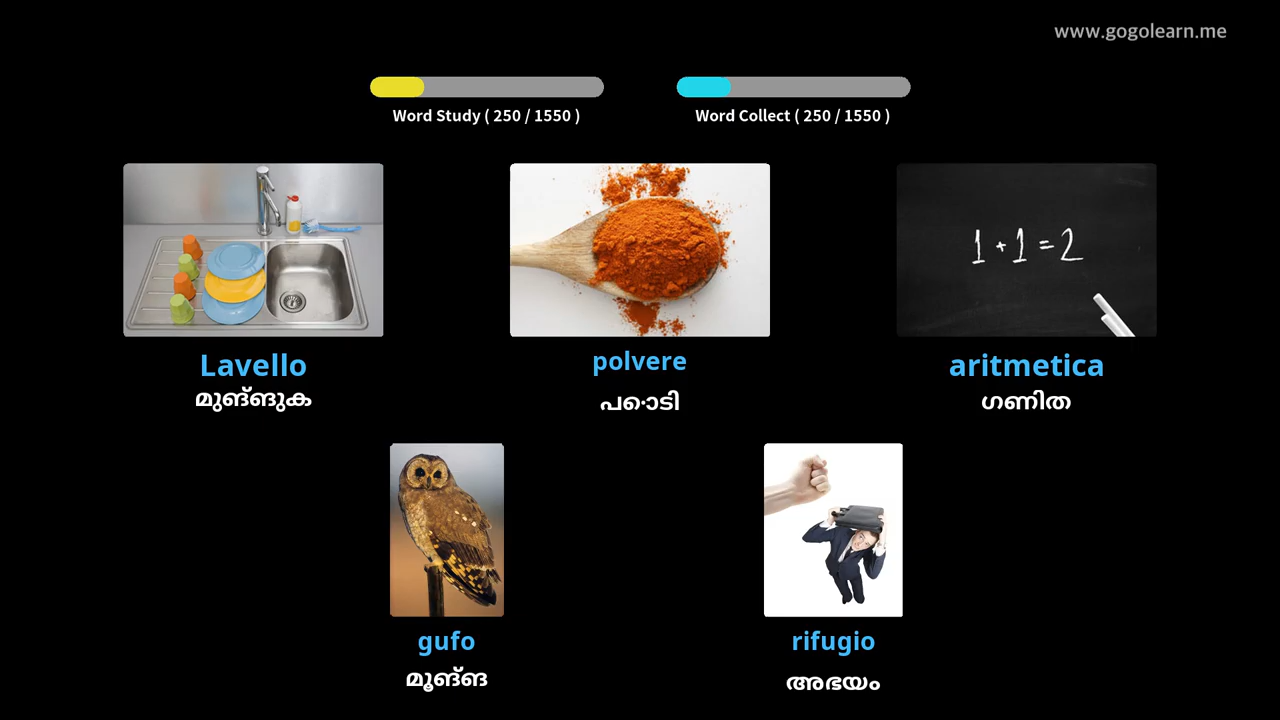 www.gogolearn.me
Word Study ( 250 / 1550 )
Word Collect ( 250 / 1550 )
1 + 1 = 2
Lavello
മുങ്ങുക
polvere
പൊടി
aritmetica
ഗണിത
gufo
മൂങ്ങ
rifugio
അഭയം